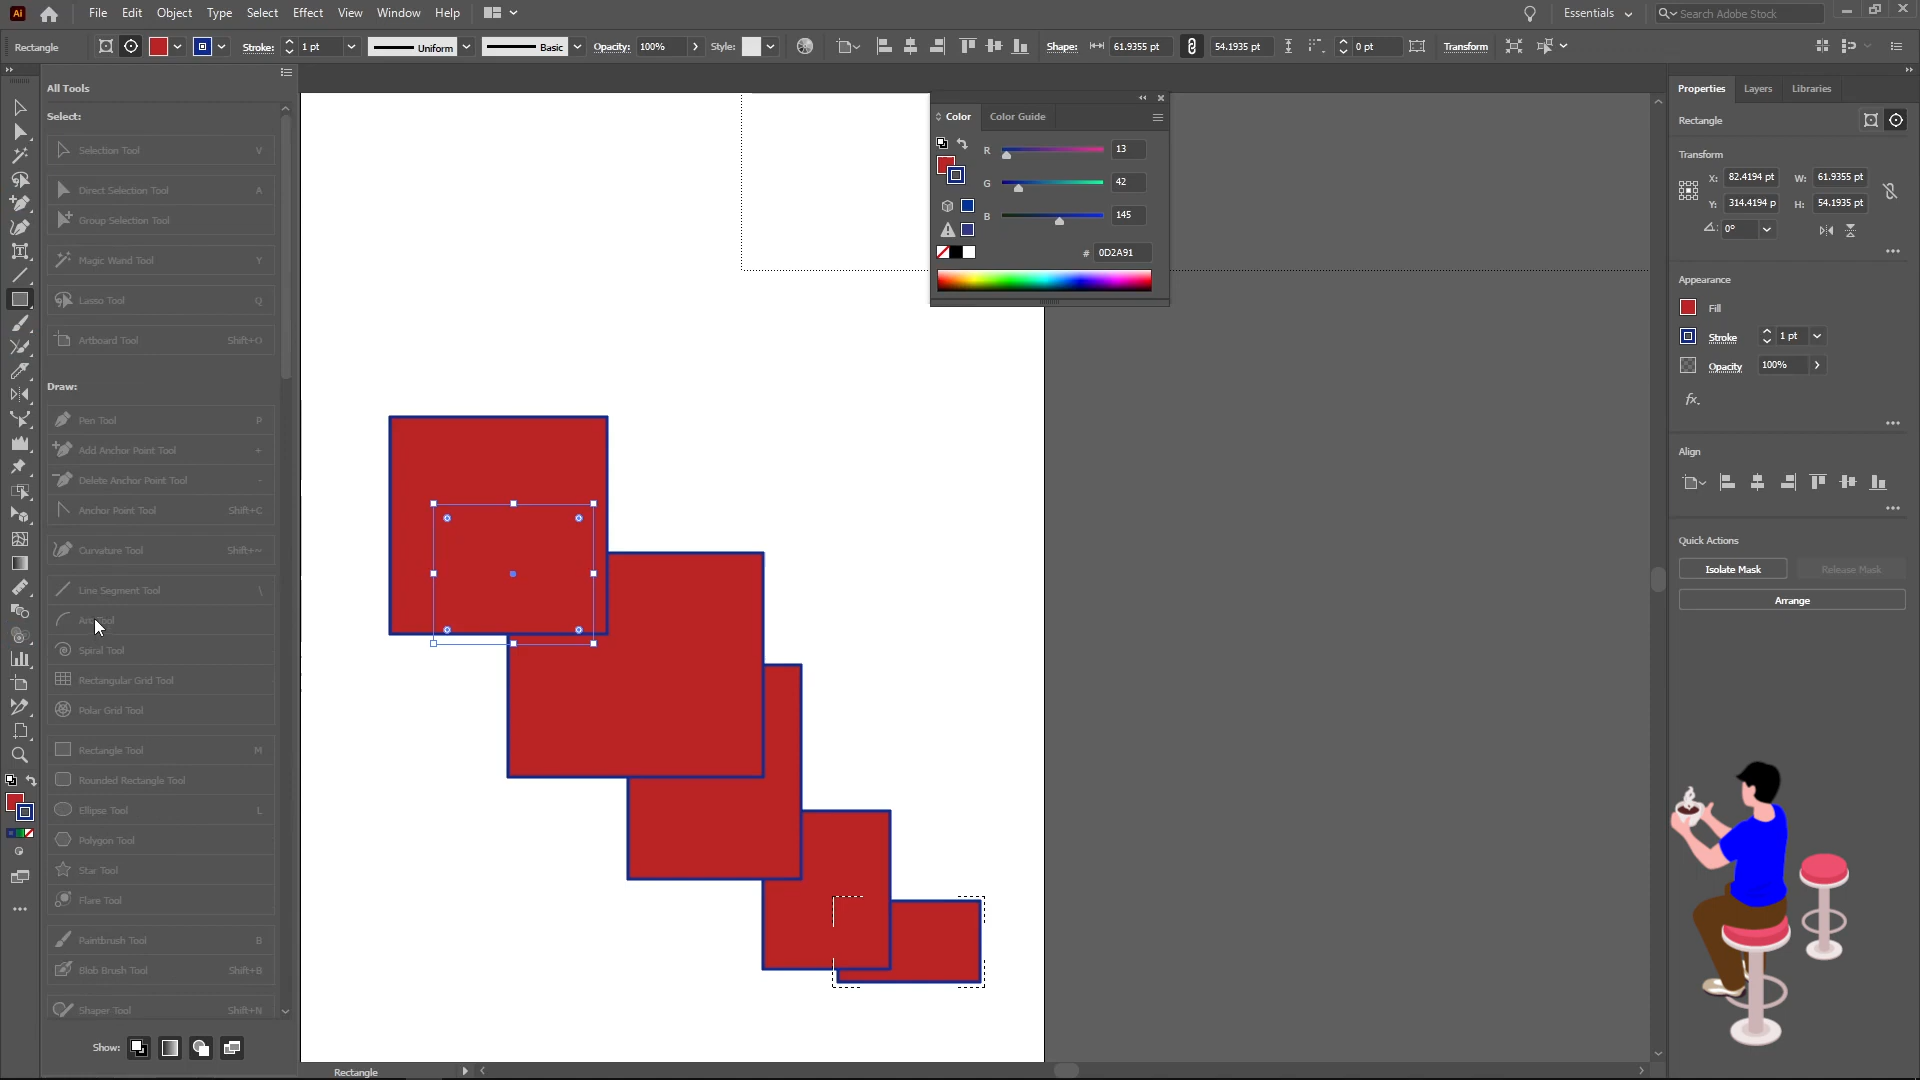 Ai File Edit Object Type Select Effect View Window Help Essentials Search Adobe Stock
Rectangle Stroke: 1 pt Uniform Basic Opacity: 100% Style: Shape: 61.9355 pt 54.1935 pt 0 pt Transform
All Tools
Select:
Selection Tool V
Direct Selection Tool A
Group Selection Tool
Magic Wand Tool Y
Lasso Tool Q
Artboard Tool Shift+O
Draw:
Pen Tool P
Add Anchor Point Tool +
Delete Anchor Point Tool -
Anchor Point Tool Shift+C
Curvature Tool Shift+~
Line Segment Tool \
Arc Tool
Spiral Tool
Rectangular Grid Tool
Polar Grid Tool
Rectangle Tool M
Rounded Rectangle Tool
Ellipse Tool L
Polygon Tool
Star Tool
Flare Tool
Paintbrush Tool B
Blob Brush Tool Shift+B
Shaper Tool Shift+N
Show:
Rectangle
Color Color Guide
R 13
G 42
B 145
# 0D2A91
Properties Layers Libraries
Rectangle
Transform
X: 82.4194 pt W: 61.9355 pt
Y: 314.4194 p H: 54.1935 pt
0°
Appearance
Fill
Stroke 1 pt
Opacity 100%
fx.
Align
Quick Actions
Isolate Mask Release Mask
Arrange